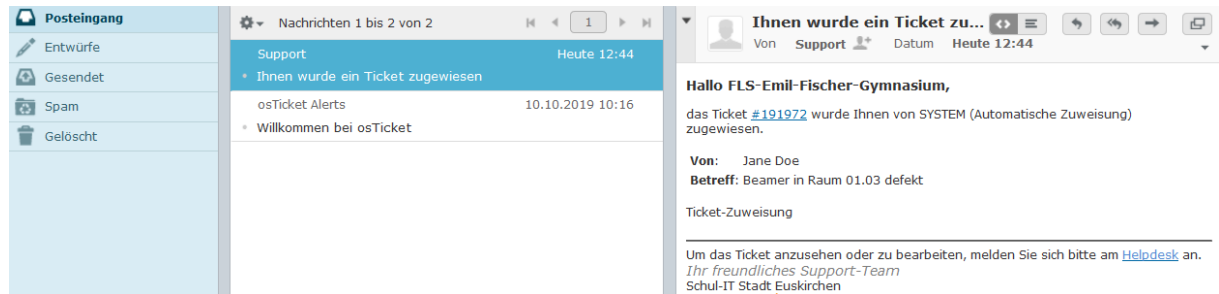 Posteingang
Entwürfe
Gesendet
Spam
Gelöscht
Nachrichten 1 bis 2 von 2
1
Support Heute 12:44
Ihnen wurde ein Ticket zugewiesen
osTicket Alerts 10.10.2019 10:16
Willkommen bei osTicket
Ihnen wurde ein Ticket zu...
Von Support Datum Heute 12:44
Hallo FLS-Emil-Fischer-Gymnasium,
das Ticket #191972 wurde Ihnen von SYSTEM (Automatische Zuweisung)
zugewiesen.
Von: Jane Doe
Betreff: Beamer in Raum 01.03 defekt
Ticket-Zuweisung
Um das Ticket anzusehen oder zu bearbeiten, melden Sie sich bitte am Helpdesk an.
Ihr freundliches Support-Team
Schul-IT Stadt Euskirchen